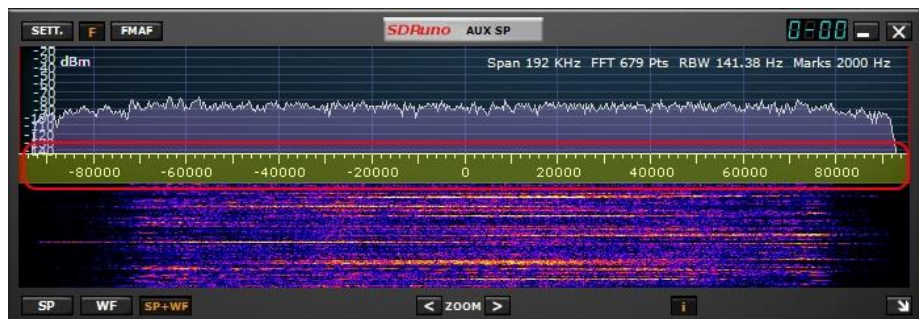 SETT. F FMAF SDRuno AUX SP 0-00
dBm Span 192 KHz FFT 679 Pts RBW 141.38 Hz Marks 2000 Hz
-80000 -60000 -40000 -20000 0 20000 40000 60000 80000
SP WF SP+WF < ZOOM > i